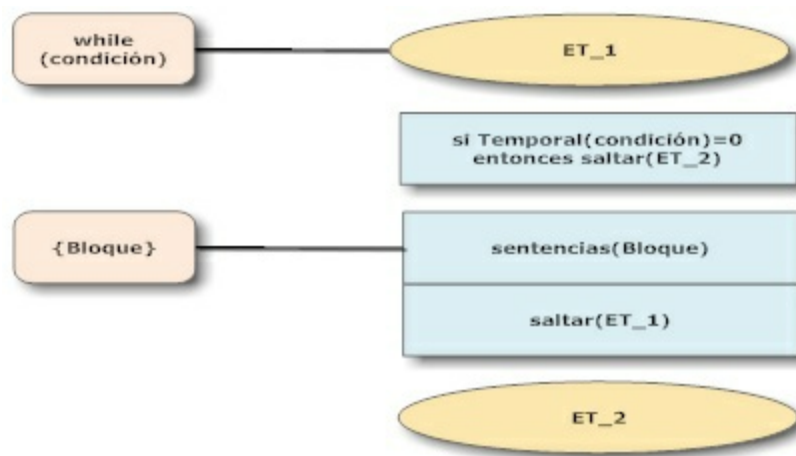 while
(condición)
ET_1
si Temporal(condición)=0
entonces saltar(ET_2)
{Bloque}
sentencias(Bloque)
saltar(ET_1)
ET_2